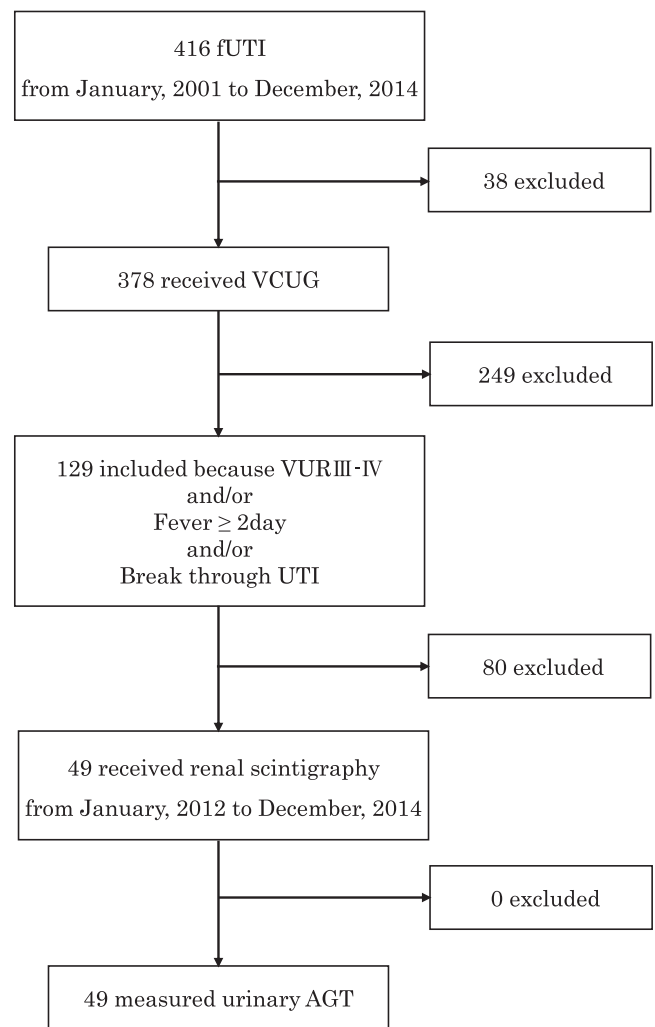 416 fUTI
from January, 2001 to December, 2014
38 excluded
378 received VCUG
249 excluded
129 included because VURⅢ-Ⅳ
and/or
Fever ≥ 2day
and/or
Break through UTI
80 excluded
49 received renal scintigraphy
from January, 2012 to December, 2014
0 excluded
49 measured urinary AGT